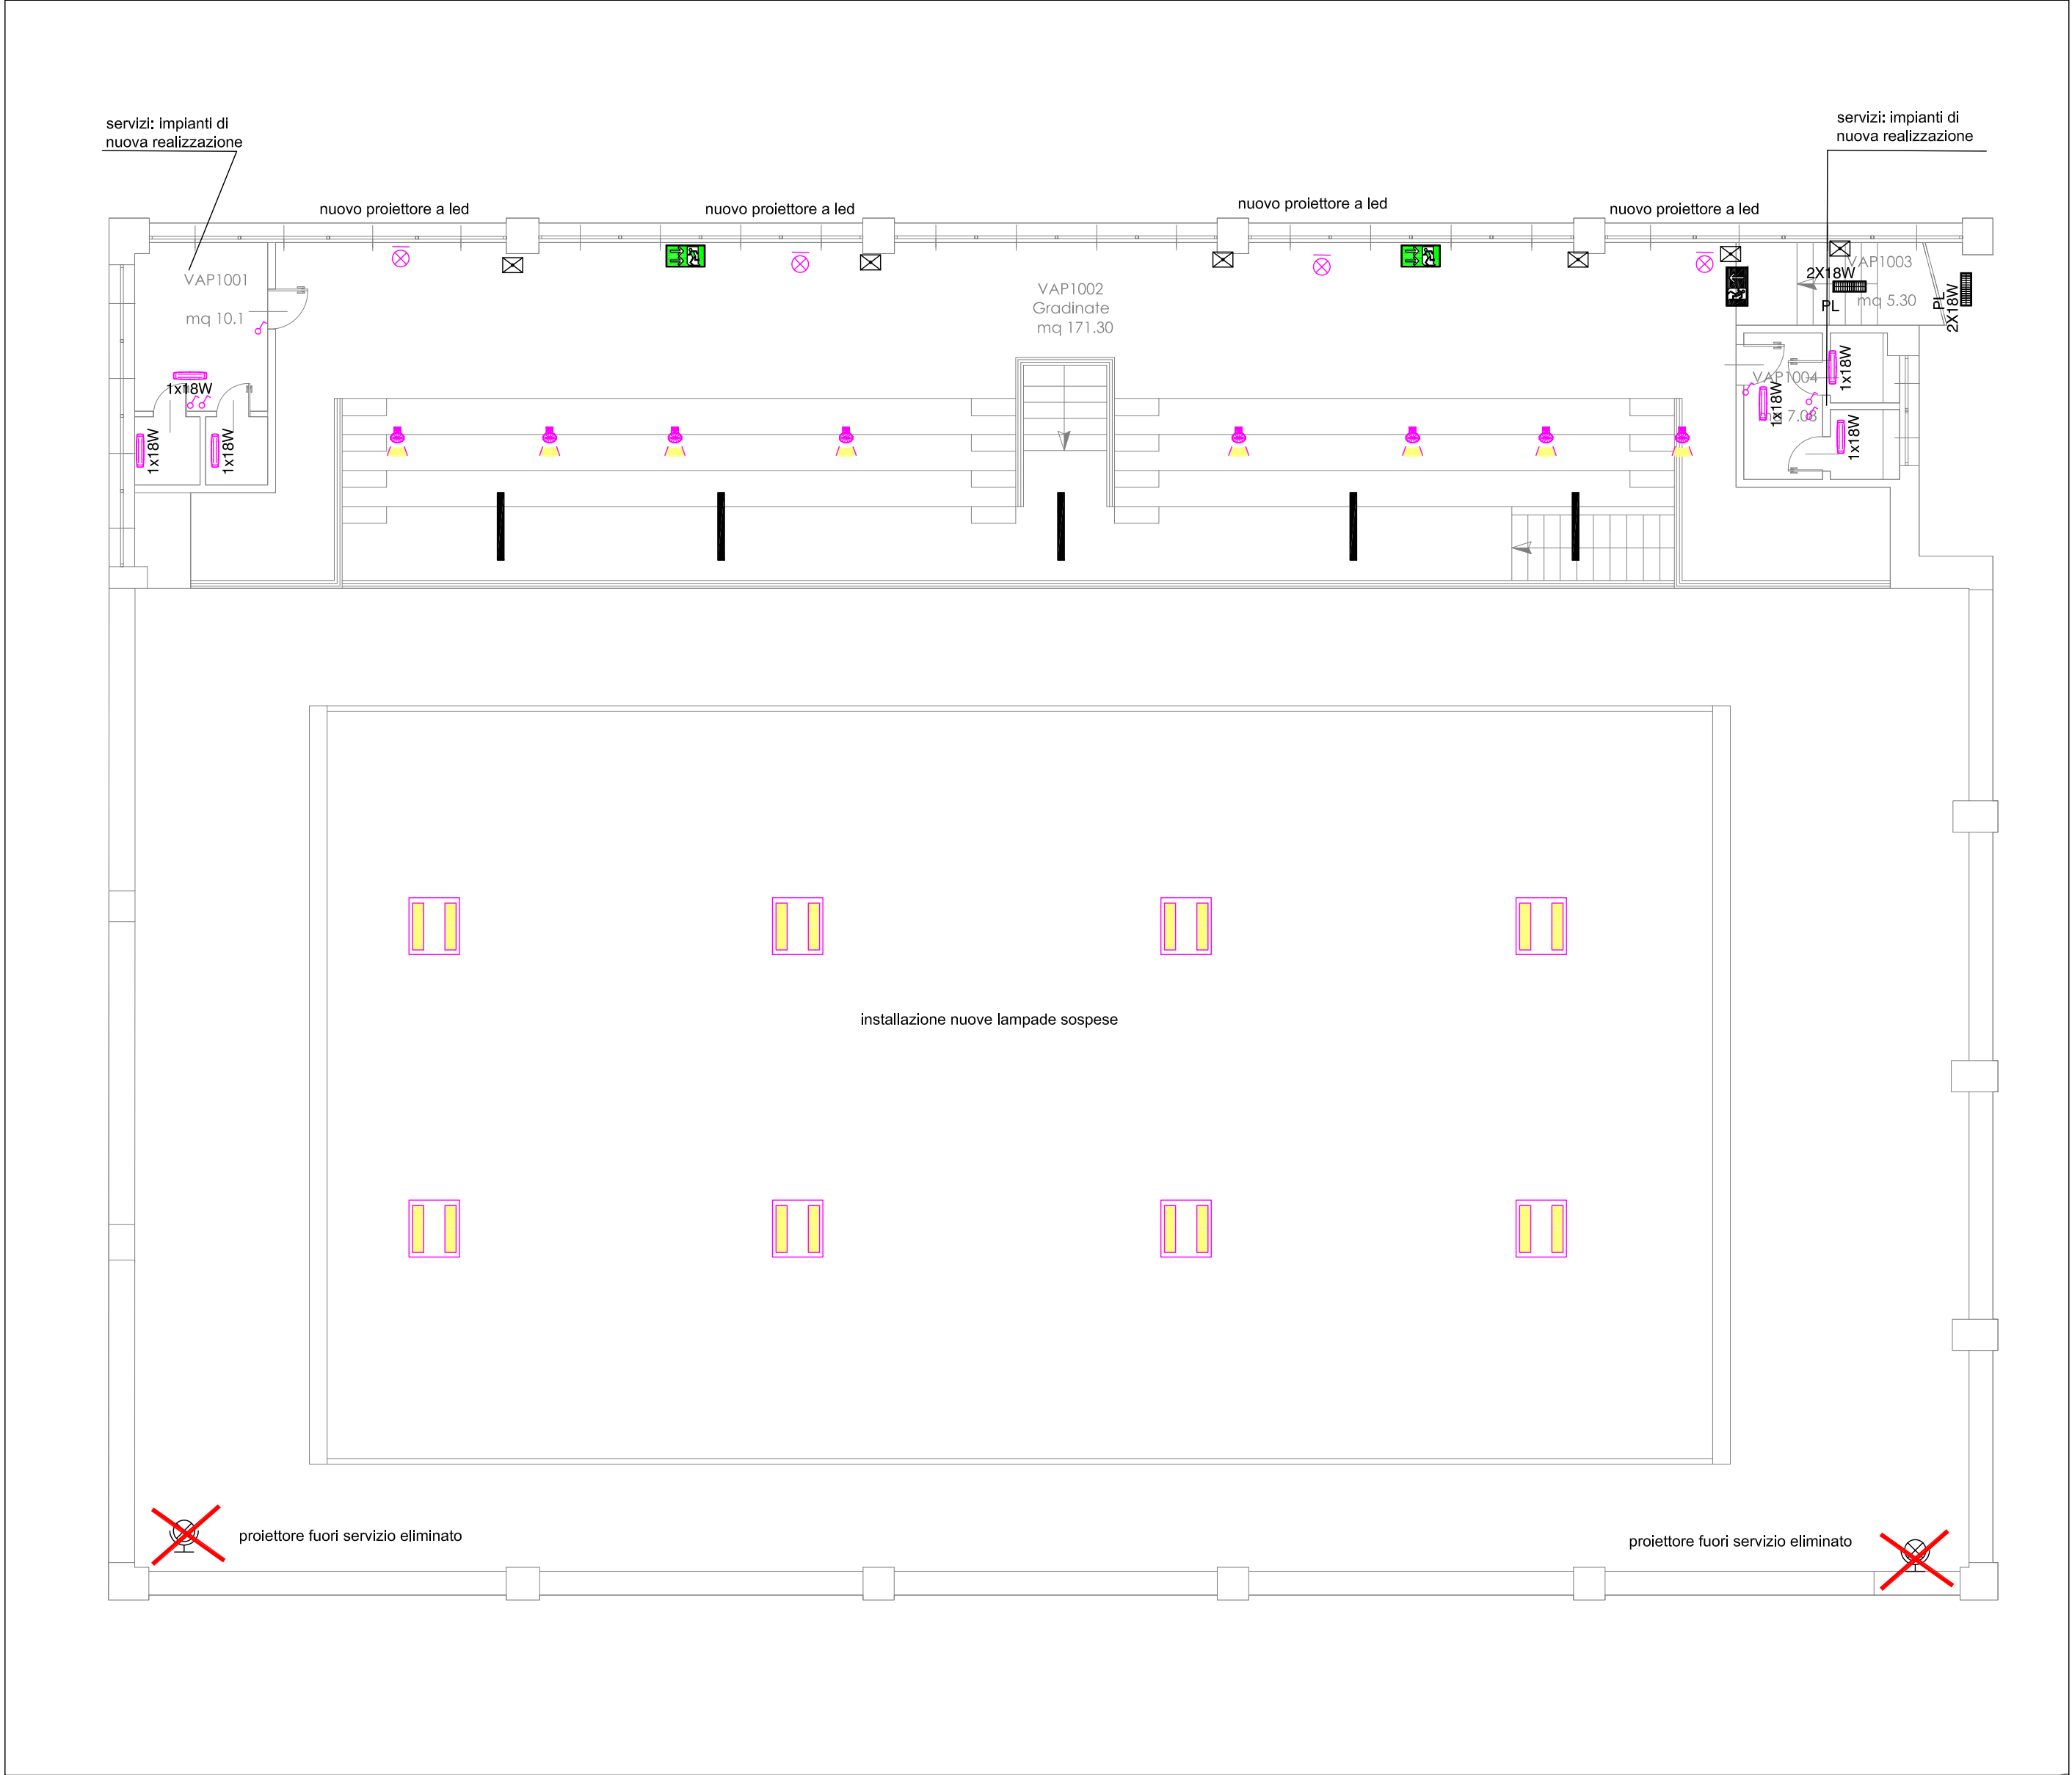 servizi: impianti di
nuova realizzazione
servizi: impianti di
nuova realizzazione
nuovo proiettore a led
nuovo proiettore a led
nuovo proiettore a led
nuovo proiettore a led
VAP1001
mq 10.1
VAP1002
Gradinate
mq 171.30
VAP1003
2X18W
mq 5.30
PL
PL
2X18W
1x18W
1x18W
1x18W
VAP1004
1x18W
1x18W
1x18W
installazione nuove lampade sospese
proiettore fuori servizio eliminato
proiettore fuori servizio eliminato